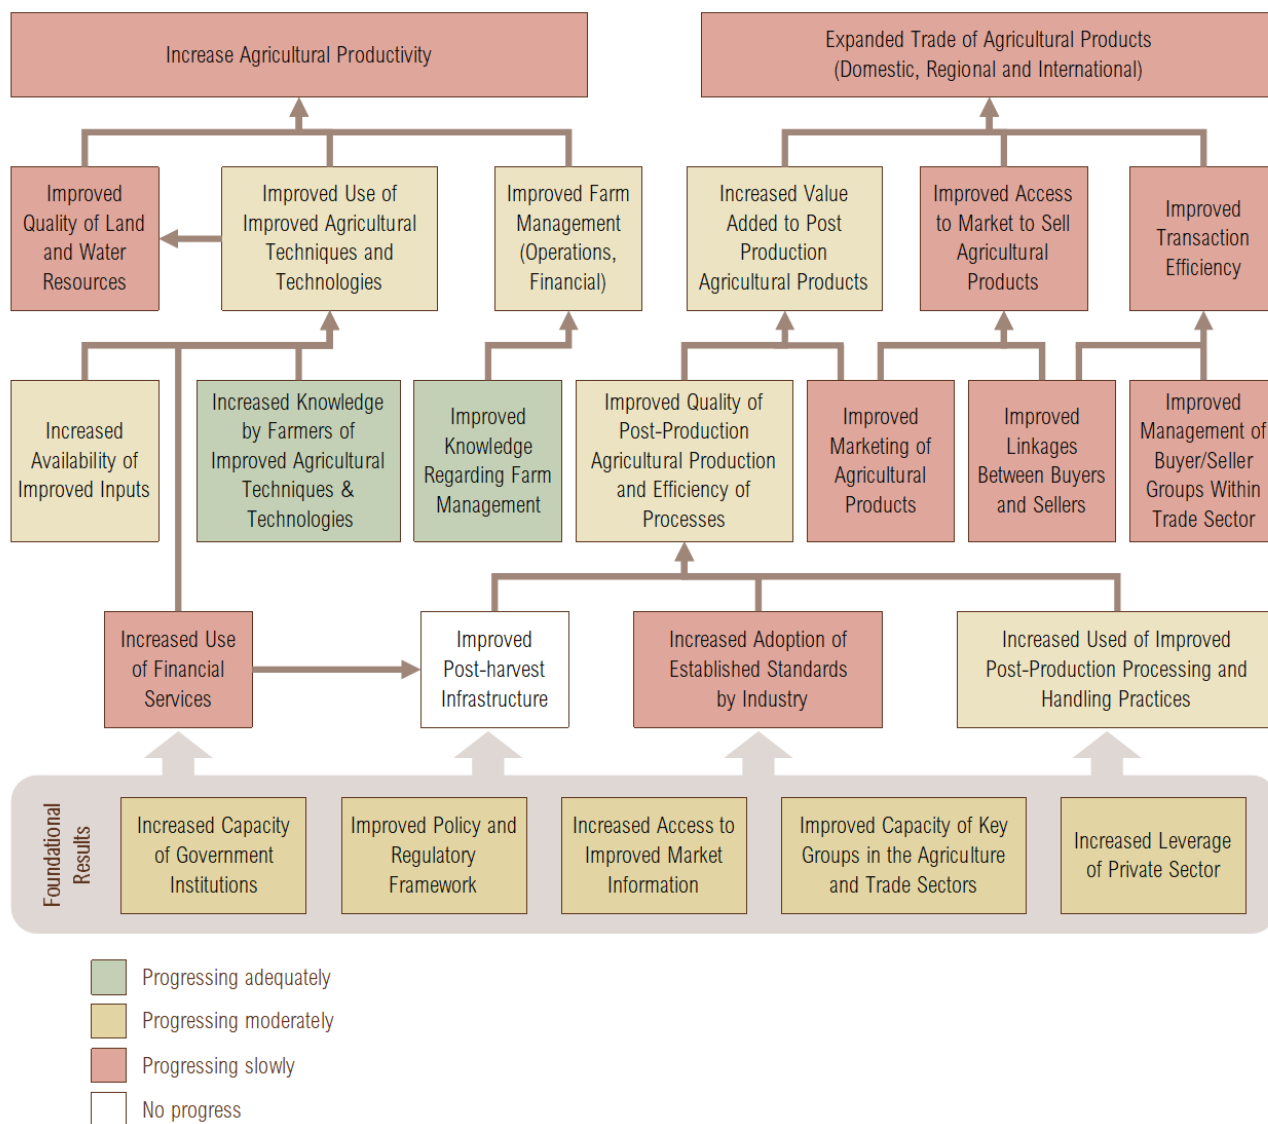 Increase Agricultural Productivity
Expanded Trade of Agricultural Products
(Domestic, Regional and International)
Improved
Quality of Land
and Water
Resources
Improved Use of
Improved Agricultural
Techniques and
Technologies
Improved Farm
Management
(Operations,
Financial)
Increased Value
Added to Post
Production
Agricultural Products
Improved Access
to Market to Sell
Agricultural
Products
Improved
Transaction
Efficiency
Increased
Availability of
Improved Inputs
Increased Knowledge
by Farmers of
Improved Agricultural
Techniques &
Technologies
Improved
Knowledge
Regarding Farm
Management
Improved Quality of
Post-Production
Agricultural Production
and Efficiency of
Processes
Improved
Marketing of
Agricultural
Products
Improved
Linkages
Between Buyers
and Sellers
Improved
Management of
Buyer/Seller
Groups Within
Trade Sector
Increased Use
of Financial
Services
Improved
Post-harvest
Infrastructure
Increased Adoption of
Established Standards
by Industry
Increased Used of Improved
Post-Production Processing and
Handling Practices
Foundational
Results
Increased Capacity
of Government
Institutions
Improved Policy and
Regulatory
Framework
Increased Access to
Improved Market
Information
Improved Capacity of Key
Groups in the Agriculture
and Trade Sectors
Increased Leverage
of Private Sector
Progressing adequately
Progressing moderately
Progressing slowly
No progress